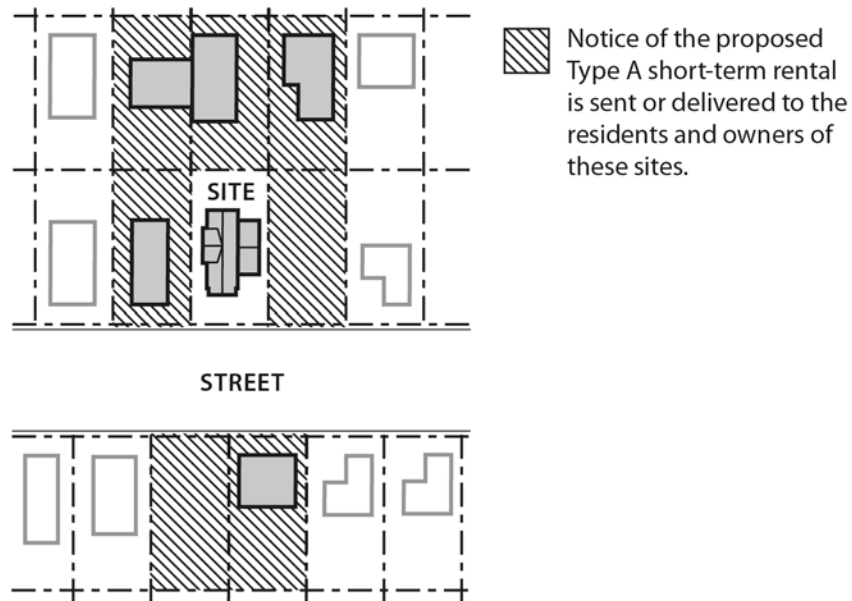 Notice of the proposed
Type A short-term rental
is sent or delivered to the
residents and owners of
these sites.
SITE
STREET